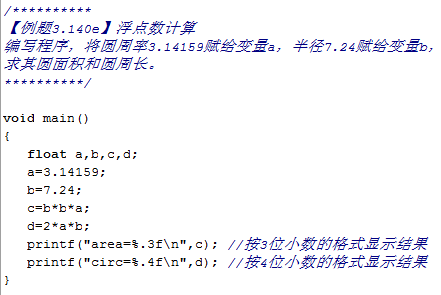 /**********
【例题3.140e】浮点数计算
编写程序，将圆周率3.14159赋给变量a，半径7.24赋给变量b，
求其圆面积和圆周长。
**********/
void main()
{
float a,b,c,d;
a=3.14159;
b=7.24;
c=b*b*a;
d=2*a*b;
printf("area=%.3f\n",c); //按3位小数的格式显示结果
printf("circ=%.4f\n",d); //按4位小数的格式显示结果
}